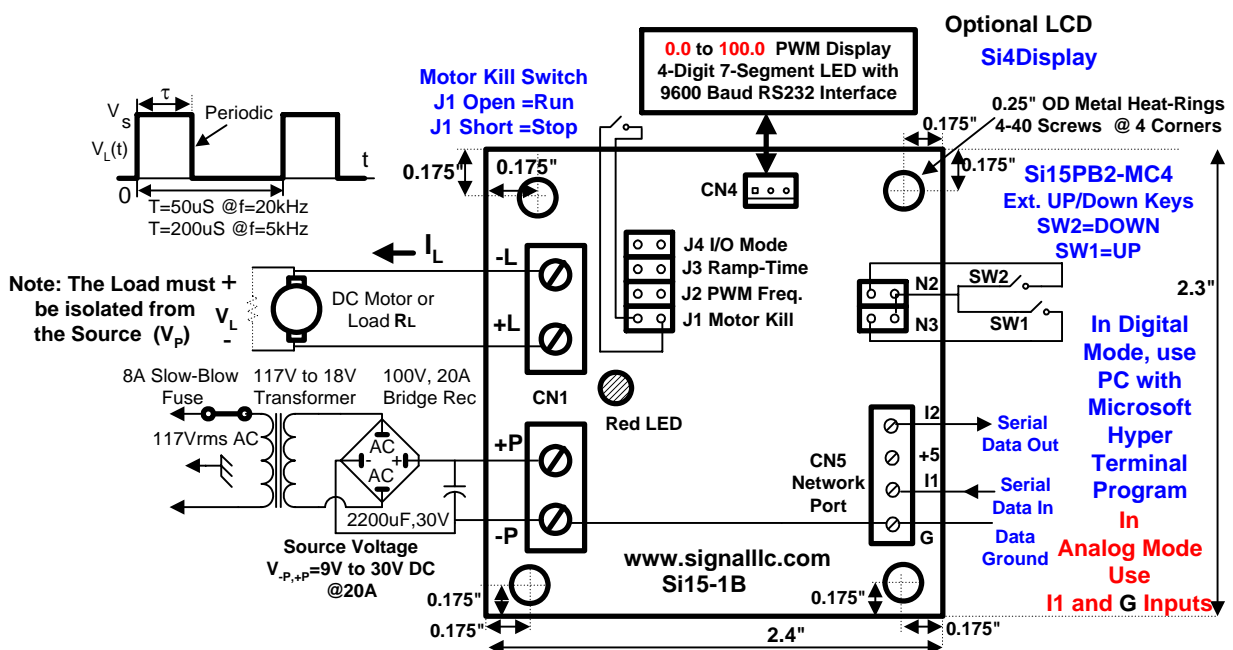 Optional LCD
Si4Display
0.0 to 100.0 PWM Display
4-Digit 7-Segment LED with
9600 Baud RS232 Interface
Motor Kill Switch
J1 Open =Run
J1 Short =Stop
0.25" OD Metal Heat-Rings
4-40 Screws @ 4 Corners
τ
Vs
Periodic
VL(t)
t
0
T=50uS @f=20kHz
T=200uS @f=5kHz
0.175"
0.175"
0.175"
0.175"
CN4
Si15PB2-MC4
Ext. UP/Down Keys
SW2=DOWN
SW1=UP
IL
-L
J4 I/O Mode
J3 Ramp-Time
J2 PWM Freq.
J1 Motor Kill
N2
SW2
N3
SW1
2.3"
Note: The Load must
be isolated from
the Source (VP)
+
VL
-
DC Motor or
Load RL
+L
CN1
Red LED
In Digital
Mode, use
PC with
Microsoft
Hyper
Terminal
Program
8A Slow-Blow
Fuse
117V to 18V
Transformer
100V, 20A
Bridge Rec
117Vrms AC
AC
- +
AC
2200uF,30V
+P
-P
Source Voltage
V-P,+P=9V to 30V DC
@20A
CN5
Network
Port
I2
+5
I1
G
Serial
Data Out
Serial
Data In
Data
Ground
In
Analog Mode
Use
I1 and G Inputs
www.signalllc.com
Si15-1B
0.175"
0.175"
0.175"
0.175"
2.4"